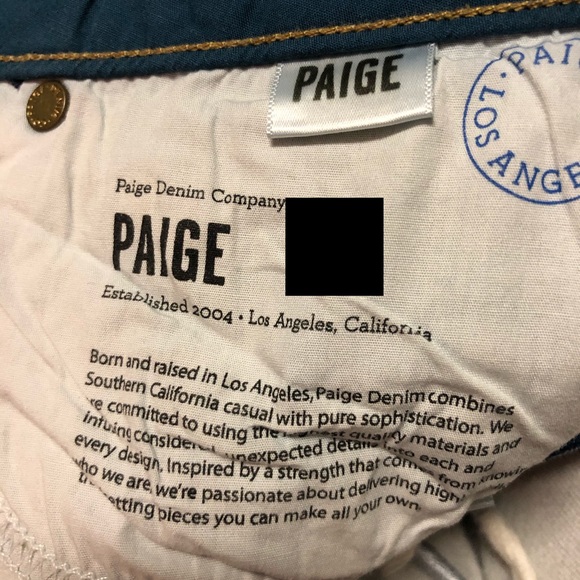 PAIGE
· PAI
LOS ANGE
Paige Denim Company
PAIGE
Established 2004 • Los Angeles, California
Born and raised in Los Angeles, Paige Denim combines
Southern California casual with pure sophistication. We
are committed to using the quality materials and
infusing considered unexpected details into each and
every design. Inspired by a strength that comes from knowing
who we are, we're passionate about delivering high
fitting pieces you can make all your own.